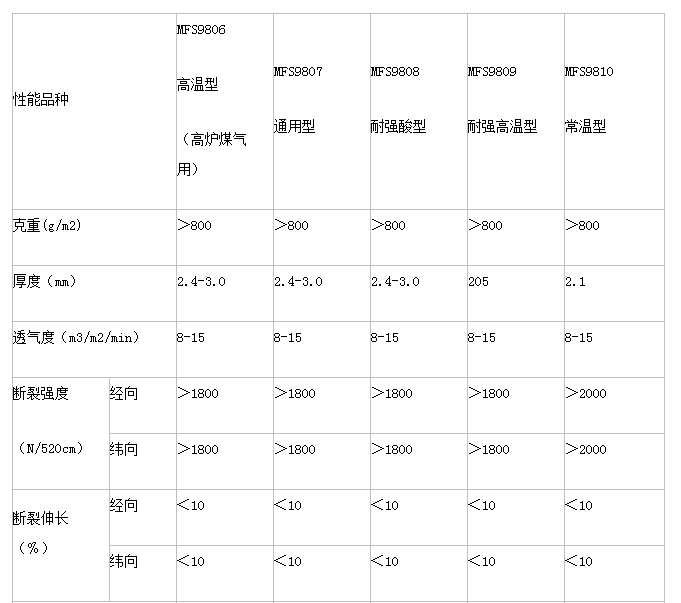 性能品种 MFS9806 高温型 （高炉煤气用） MFS9807 通用型 MFS9808 耐强酸型 MFS9809 耐强高温型 MFS9810 常温型
克重(g/m2) ＞800 ＞800 ＞800 ＞800 ＞800
厚度（mm） 2.4-3.0 2.4-3.0 2.4-3.0 205 2.1
透气度（m3/m2/min） 8-15 8-15 8-15 8-15 8-15
断裂强度（N/520cm） 经向 ＞1800 ＞1800 ＞1800 ＞1800 ＞2000
纬向 ＞1800 ＞1800 ＞1800 ＞1800 ＞2000
断裂伸长（％） 经向 ＜10 ＜10 ＜10 ＜10 ＜10
纬向 ＜10 ＜10 ＜10 ＜10 ＜10